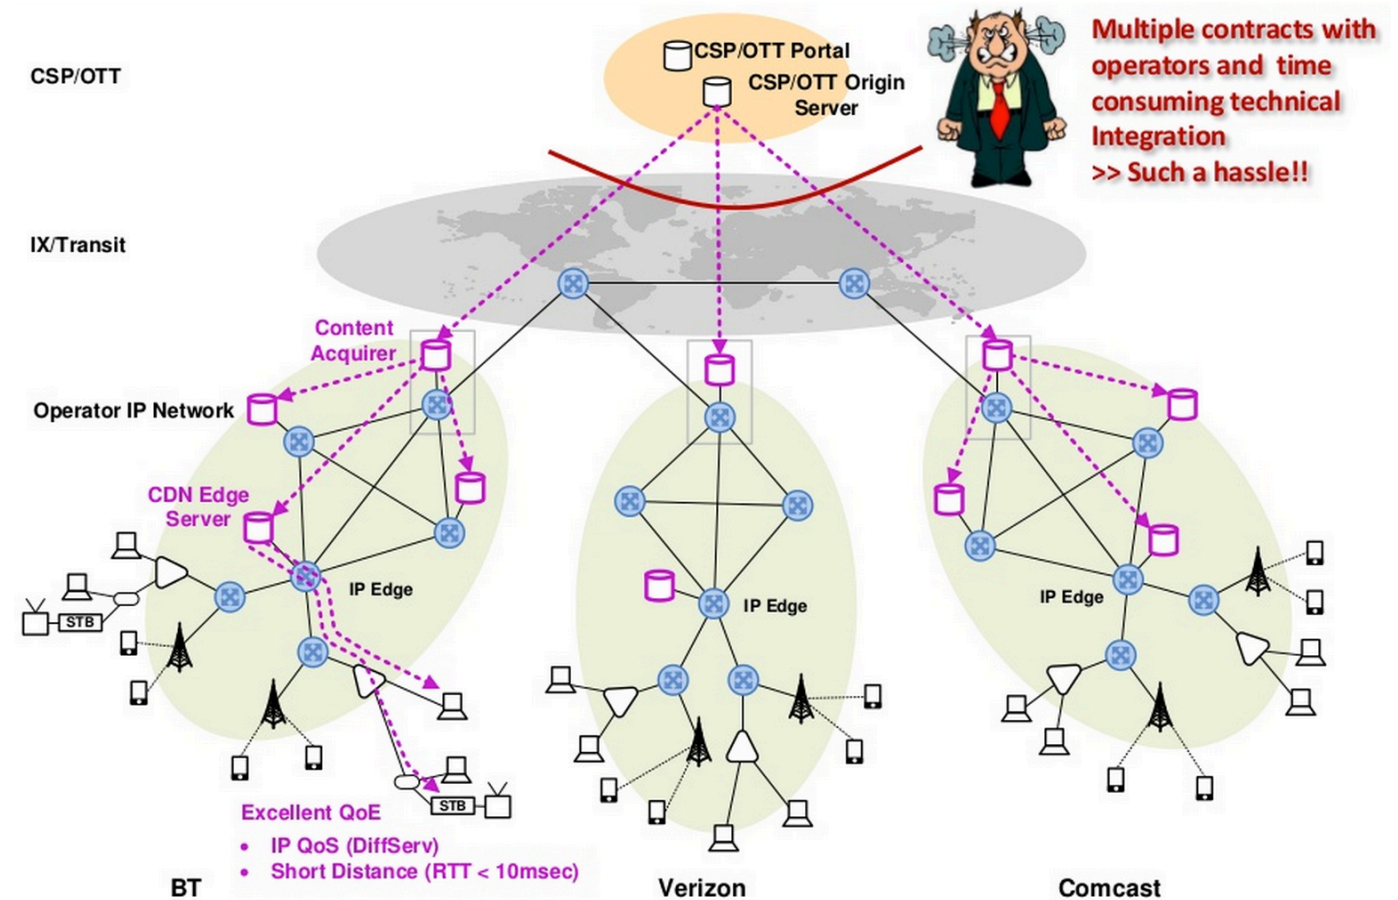 CSP/OTT
CSP/OTT Portal
CSP/OTT Origin
Server
Multiple contracts with
operators and time
consuming technical
Integration
>> Such a hassle!!
IX/Transit
Content
Acquirer
Operator IP Network
CDN Edge
Server
IP Edge
IP Edge
IP Edge
STB
STB
Excellent QoE
• IP QoS (DiffServ)
• Short Distance (RTT < 10msec)
BT
Verizon
Comcast